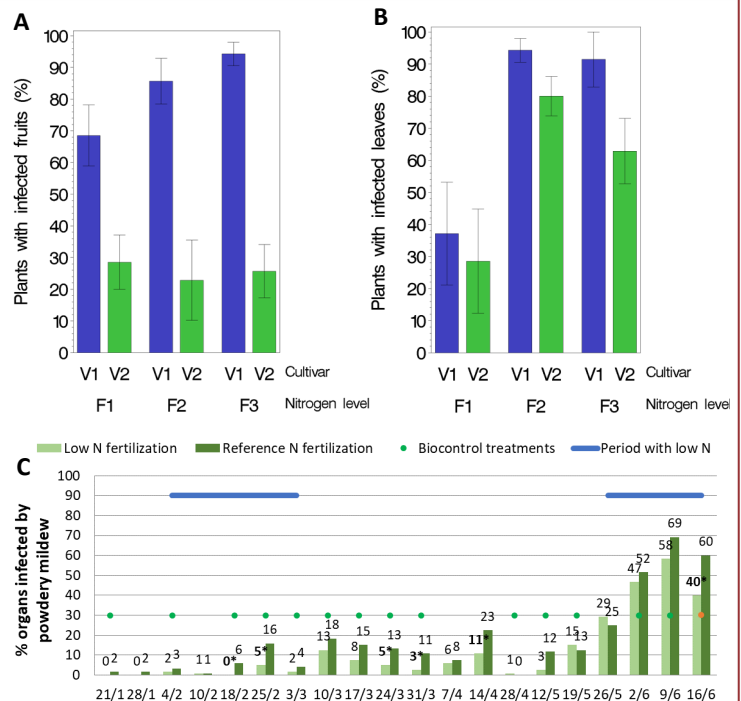 A
Plants with infected fruits (%)
100
90
80
70
60
50
40
30
20
10
0
V1 V2 V1 V2 V1 V2 Cultivar
F1 F2 F3 Nitrogen level
B
Plants with infected leaves (%)
100
90
80
70
60
50
40
30
20
10
0
V1 V2 V1 V2 V1 V2 Cultivar
F1 F2 F3 Nitrogen level
Low N fertilization Reference N fertilization Biocontrol treatments Period with low N
C
% organs infected by
powdery mildew
100
90
80
70
60
50
40
30
20
10
0
0 2 0 2 2 3 1 1 0* 6 5* 16 2 4 13 18 8 15 5* 13 3* 11 6 8 11* 23 1 0 3 12 15 13 29 25 47 52 58 69 40* 60
21/1 28/1 4/2 10/2 18/2 25/2 3/3 10/3 17/3 24/3 31/3 7/4 14/4 28/4 12/5 19/5 26/5 2/6 9/6 16/6